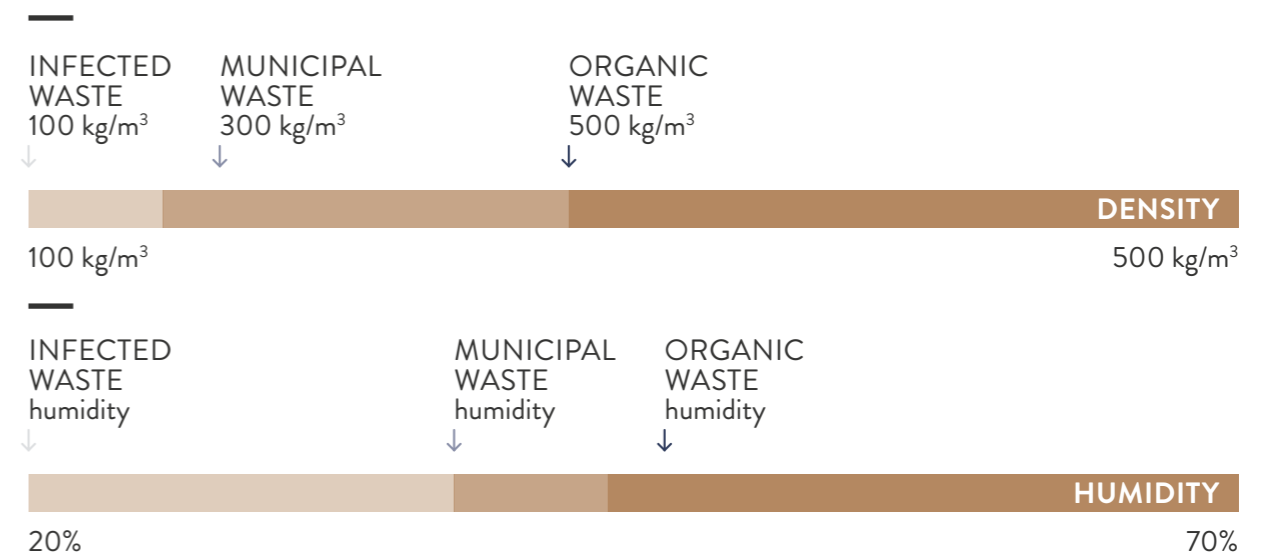 INFECTED
WASTE
100 kg/m³
MUNICIPAL
WASTE
300 kg/m³
ORGANIC
WASTE
500 kg/m³
DENSITY
100 kg/m³
500 kg/m³
INFECTED
WASTE
humidity
MUNICIPAL
WASTE
humidity
ORGANIC
WASTE
humidity
HUMIDITY
20%
70%